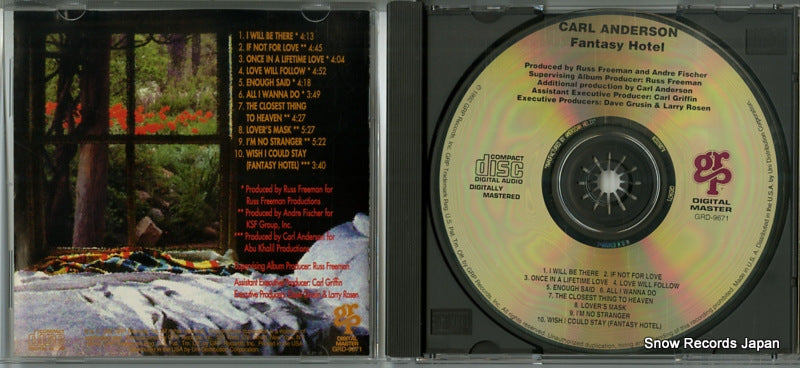 1. I WILL BE THERE * 4:13
2. IF NOT FOR LOVE ** 4:45
3. ONCE IN A LIFETIME LOVE * 4:04
4. LOVE WILL FOLLOW * 4:52
5. ENOUGH SAID * 4:18
6. ALL I WANNA DO ** 3:49
7. THE CLOSEST THING
TO HEAVEN ** 4:27
8. LOVER'S MASK ** 5:27
9. I'M NO STRANGER ** 5:22
10. WISH I COULD STAY
(FANTASY HOTEL) *** 3:40
* Produced by Russ Freeman for
Russ Freeman Productions
** Produced by Andre Fischer for
KSF Group, Inc.
*** Produced by Carl Anderson for
Abu Khalil Productions
Supervising Album Producer: Russ Freeman
Assistant Executive Producer: Carl Griffin
Executive Producers: Dave Grusin & Larry Rosen
grp
DIGITAL
MASTER
GRD-9671
CARL ANDERSON
Fantasy Hotel
Produced by Russ Freeman and Andre Fischer
Supervising Album Producer: Russ Freeman
Additional production by Carl Anderson
Assistant Executive Producer: Carl Griffin
Executive Producers: Dave Grusin & Larry Rosen
COMPACT
disc
DIGITAL AUDIO
DIGITALLY
MASTERED
grp
DIGITAL
MASTER
GRD-9671
1. I WILL BE THERE 2. IF NOT FOR LOVE
3. ONCE IN A LIFETIME LOVE 4. LOVE WILL FOLLOW
5. ENOUGH SAID 6. ALL I WANNA DO
7. THE CLOSEST THING TO HEAVEN
8. LOVER'S MASK
9. I'M NO STRANGER
10. WISH I COULD STAY (FANTASY HOTEL)
Snow Records Japan